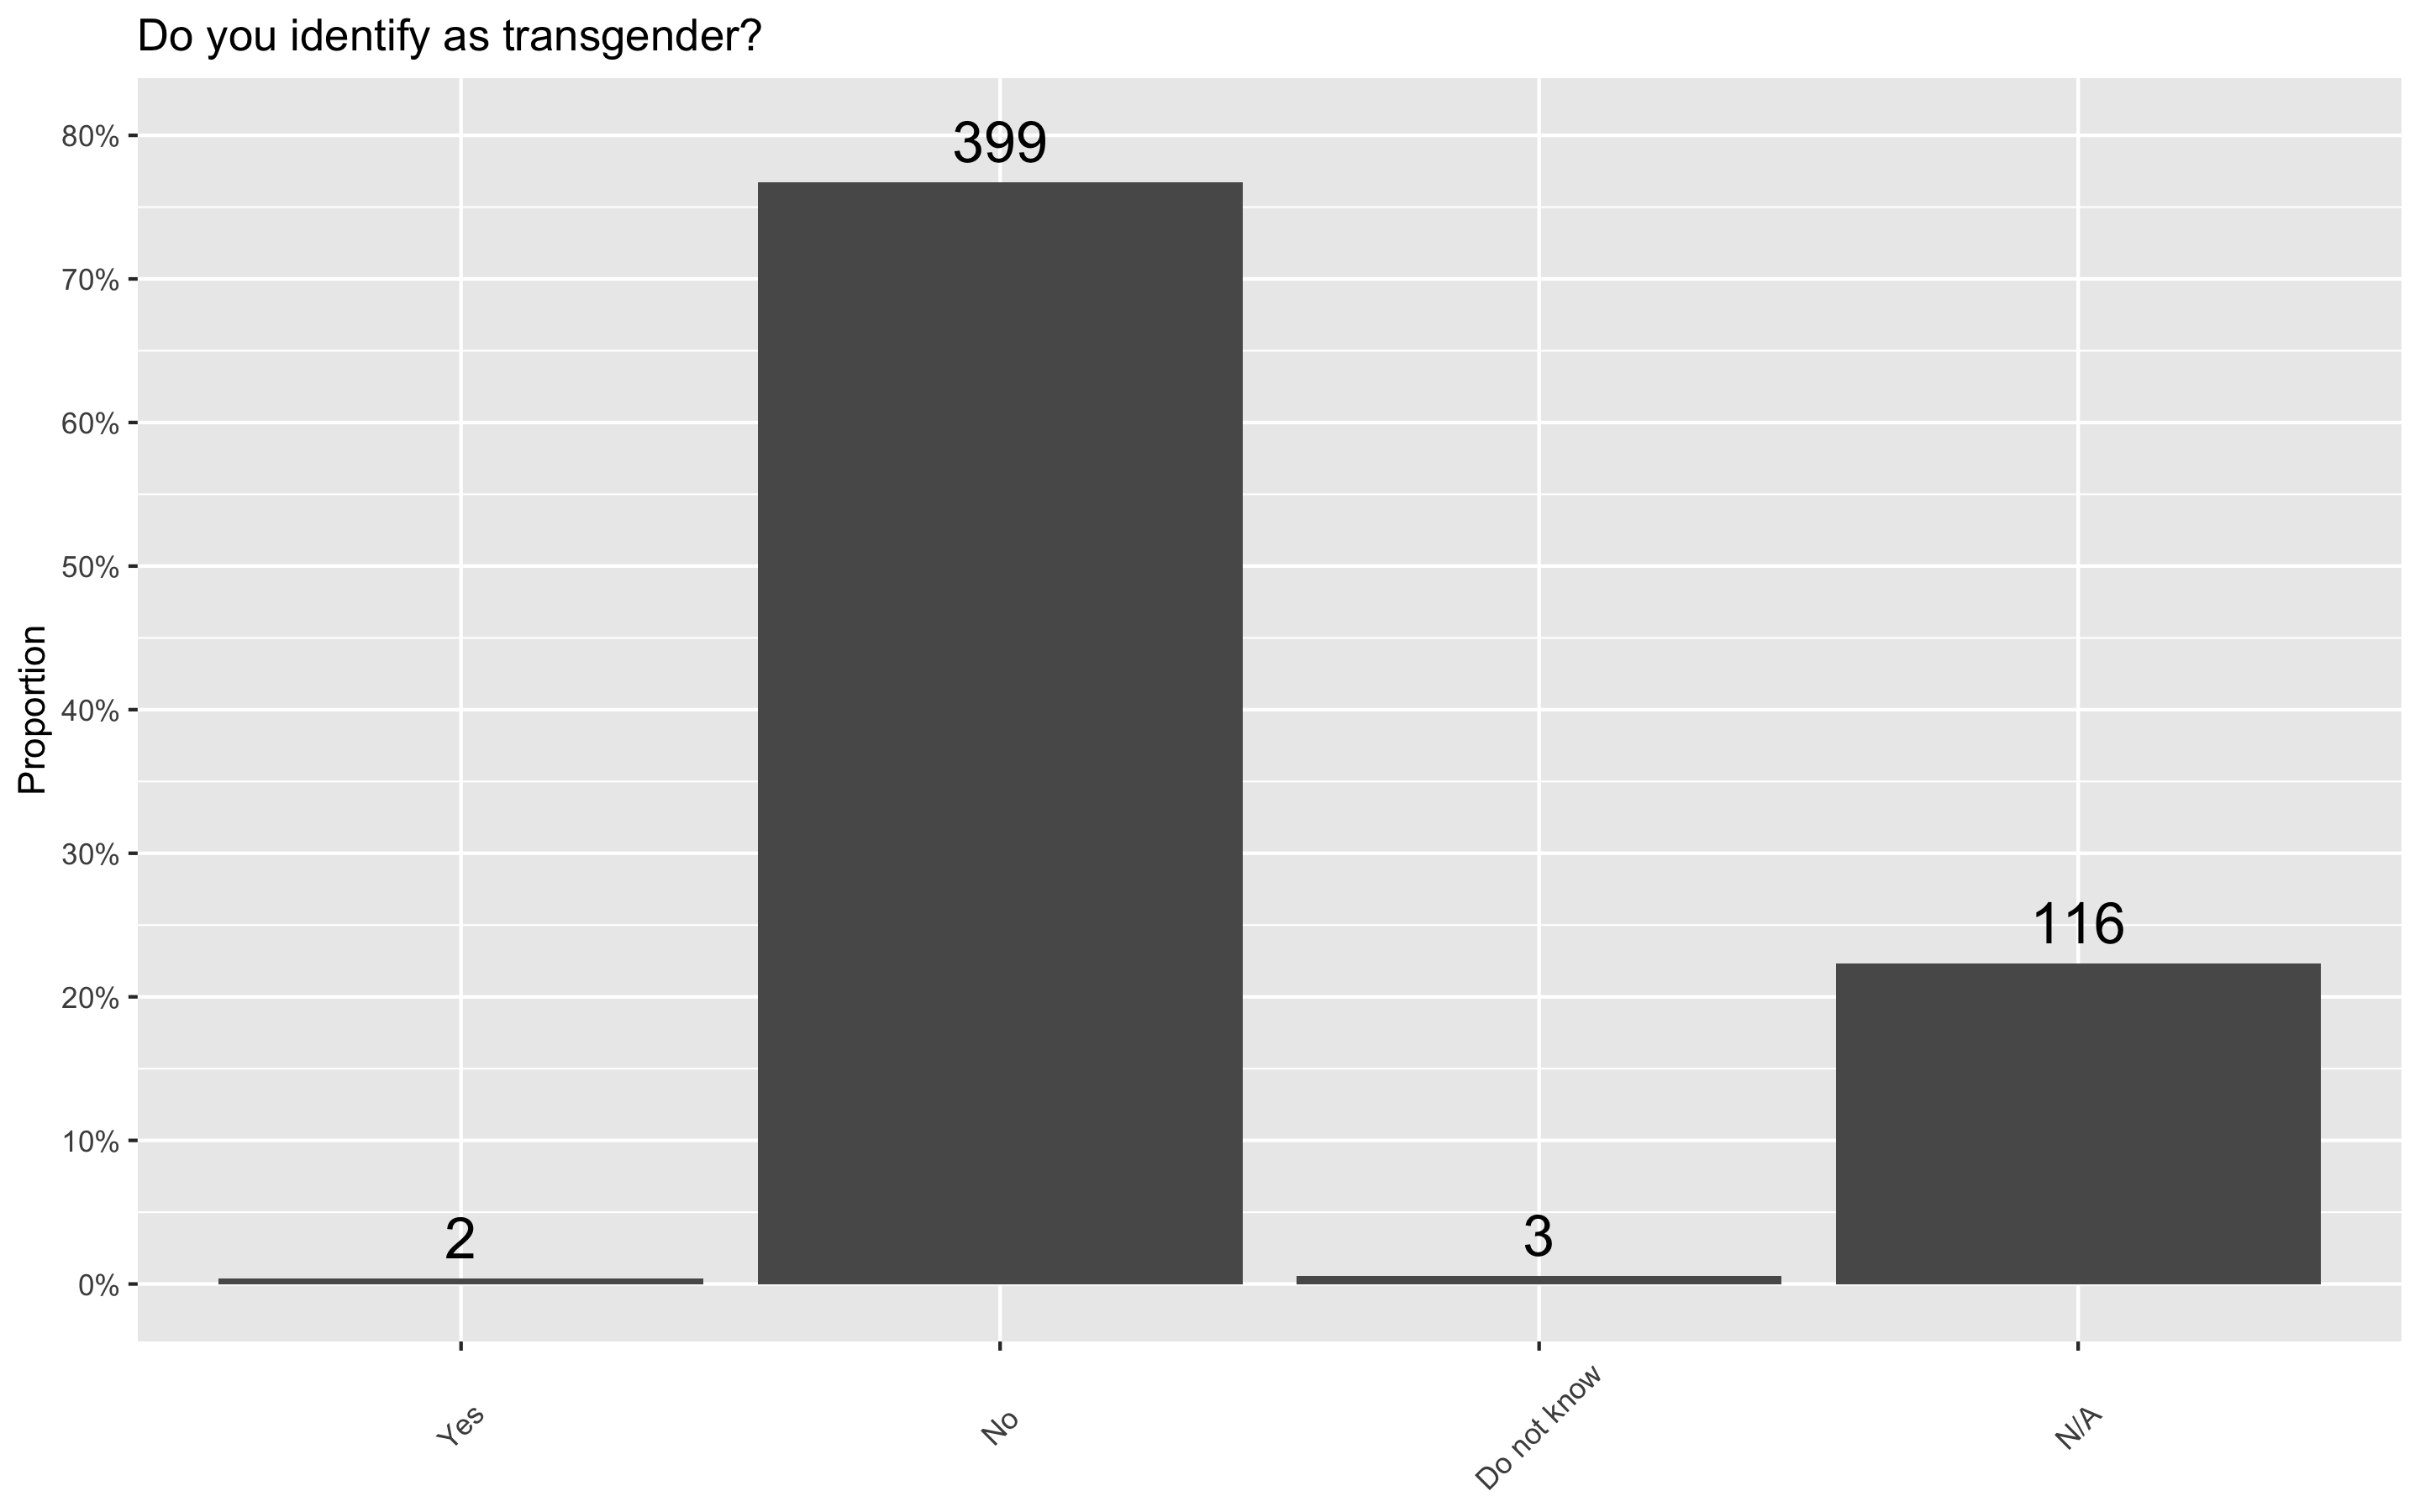 Do you identify as transgender?
Proportion
80%
70%
60%
50%
40%
30%
20%
10%
0%
2
399
3
116
Yes
No
Do not know
N/A